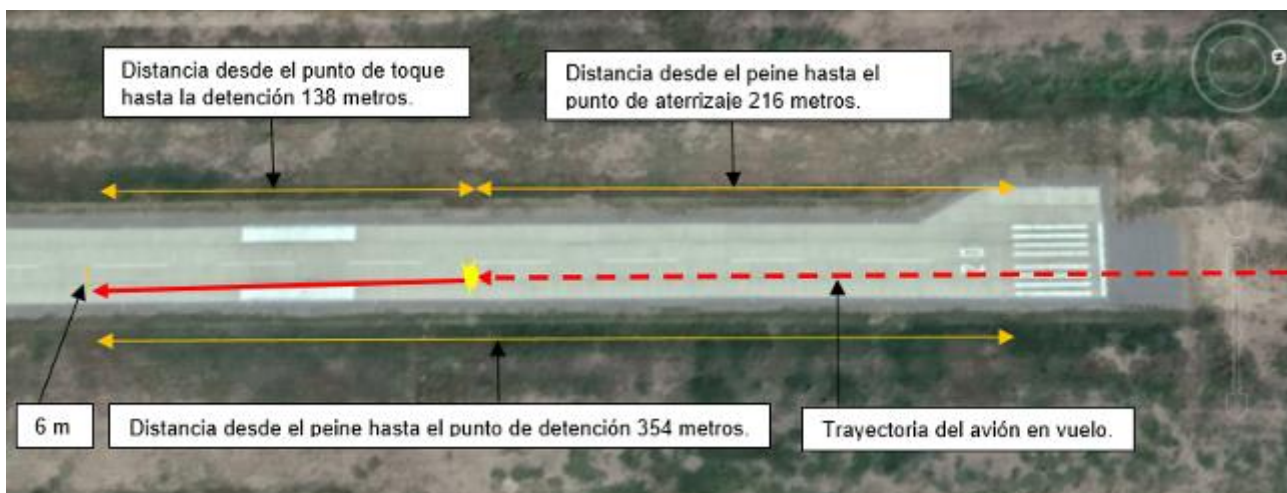 Distancia desde el punto de toque
hasta la detención 138 metros.
Distancia desde el peine hasta el
punto de aterrizaje 216 metros.
6 m
Distancia desde el peine hasta el punto de detención 354 metros.
Trayectoria del avión en vuelo.